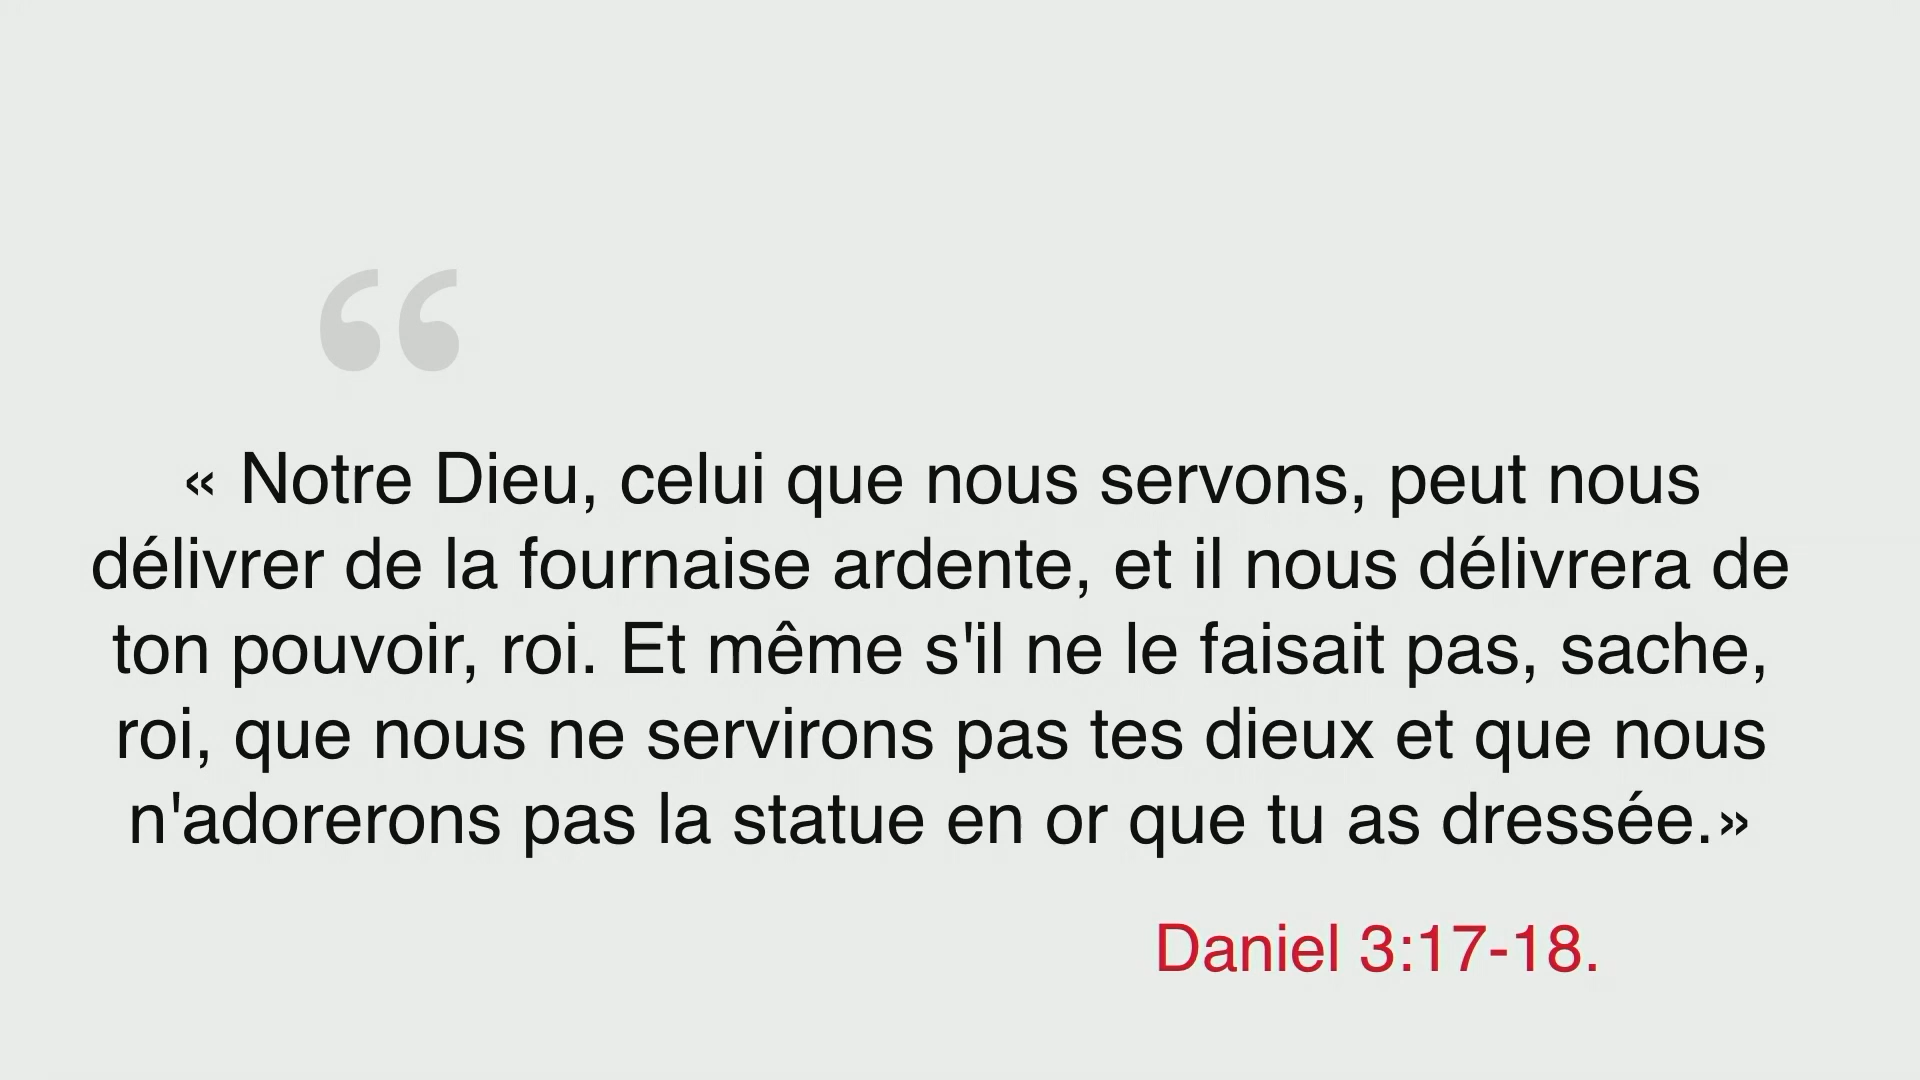 “
« Notre Dieu, celui que nous servons, peut nous
délivrer de la fournaise ardente, et il nous délivrera de
ton pouvoir, roi. Et même s'il ne le faisait pas, sache,
roi, que nous ne servirons pas tes dieux et que nous
n'adorerons pas la statue en or que tu as dressée.»
Daniel 3:17-18.